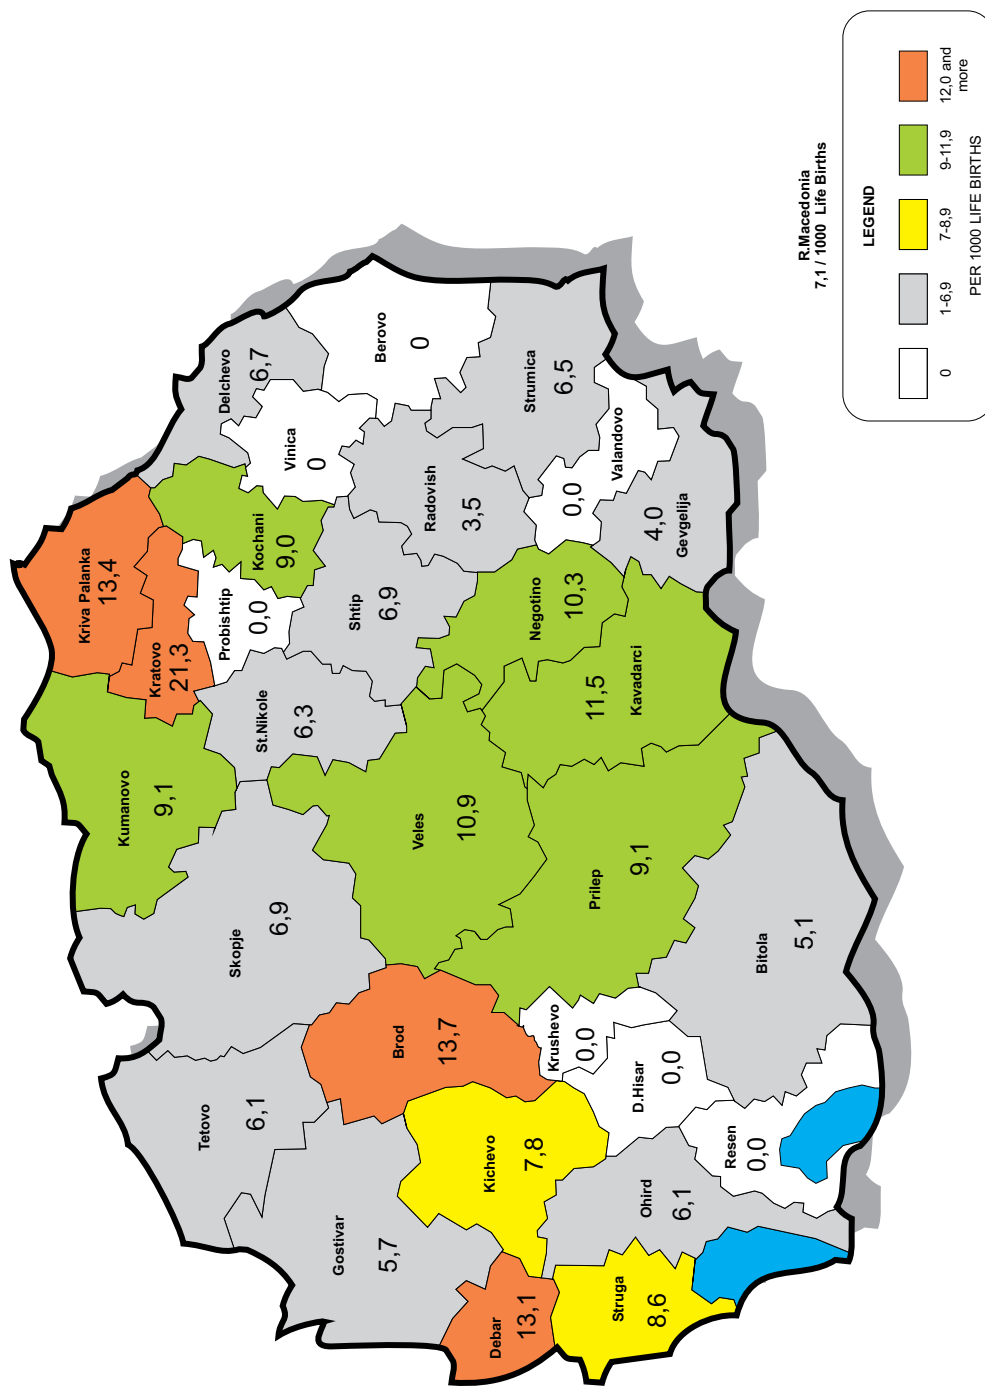 Kriva Palanka
13,4
Kratovo
21,3
Kumanovo
9,1
Probishtip
0,0
Kochani
9,0
Delchevo
6,7
Vinica
0
Berovo
0
St.Nikole
6,3
Shtip
6,9
Radovish
3,5
Strumica
6,5
Valandovo
0,0
Gevgelija
4,0
Negotino
10,3
Kavadarci
11,5
Veles
10,9
Skopje
6,9
Tetovo
6,1
Gostivar
5,7
Brod
13,7
Kichevo
7,8
Debar
13,1
Struga
8,6
Ohird
6,1
Resen
0,0
D.Hisar
0,0
Krushevo
0,0
Prilep
9,1
Bitola
5,1
R.Macedonia
7,1 / 1000 Life Births
LEGEND
0
1-6,9
7-8,9
9-11,9
12,0 and
more
PER 1000 LIFE BIRTHS